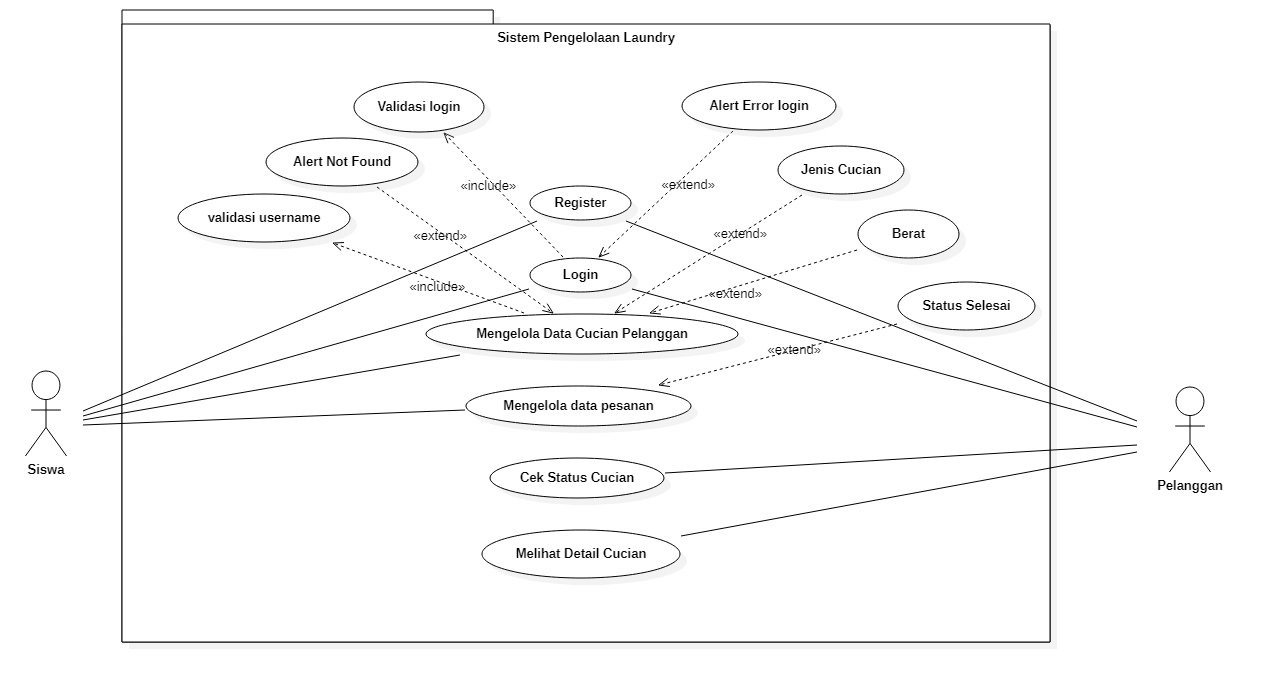 Sistem Pengelolaan Laundry
Validasi login
Alert Error login
Alert Not Found
Jenis Cucian
«include»
«extend»
Register
validasi username
Berat
«extend»
«extend»
Login
«include»
«extend»
Status Selesai
Mengelola Data Cucian Pelanggan
«extend»
Mengelola data pesanan
Siswa
Cek Status Cucian
Pelanggan
Melihat Detail Cucian